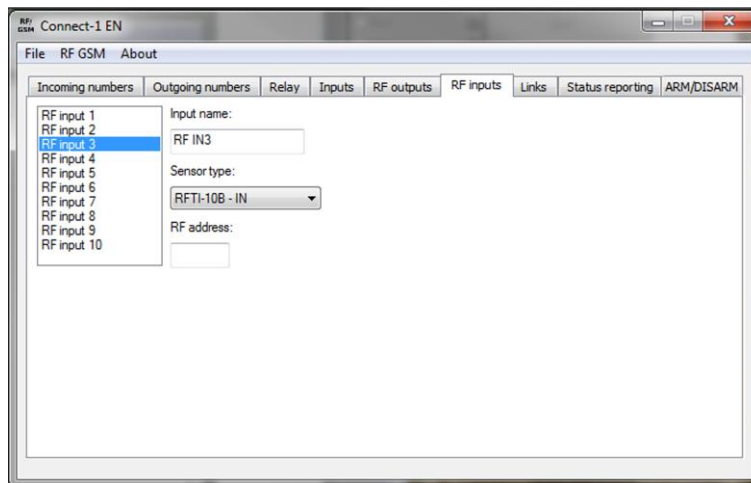 RF/
GSM
Connect-1 EN
File RF GSM About
Incoming numbers Outgoing numbers Relay Inputs RF outputs RF inputs Links Status reporting ARM/DISARM
RF input 1
RF input 2
RF input 3
RF input 4
RF input 5
RF input 6
RF input 7
RF input 8
RF input 9
RF input 10
Input name:
RF IN3
Sensor type:
RFTI-10B - IN
RF address: